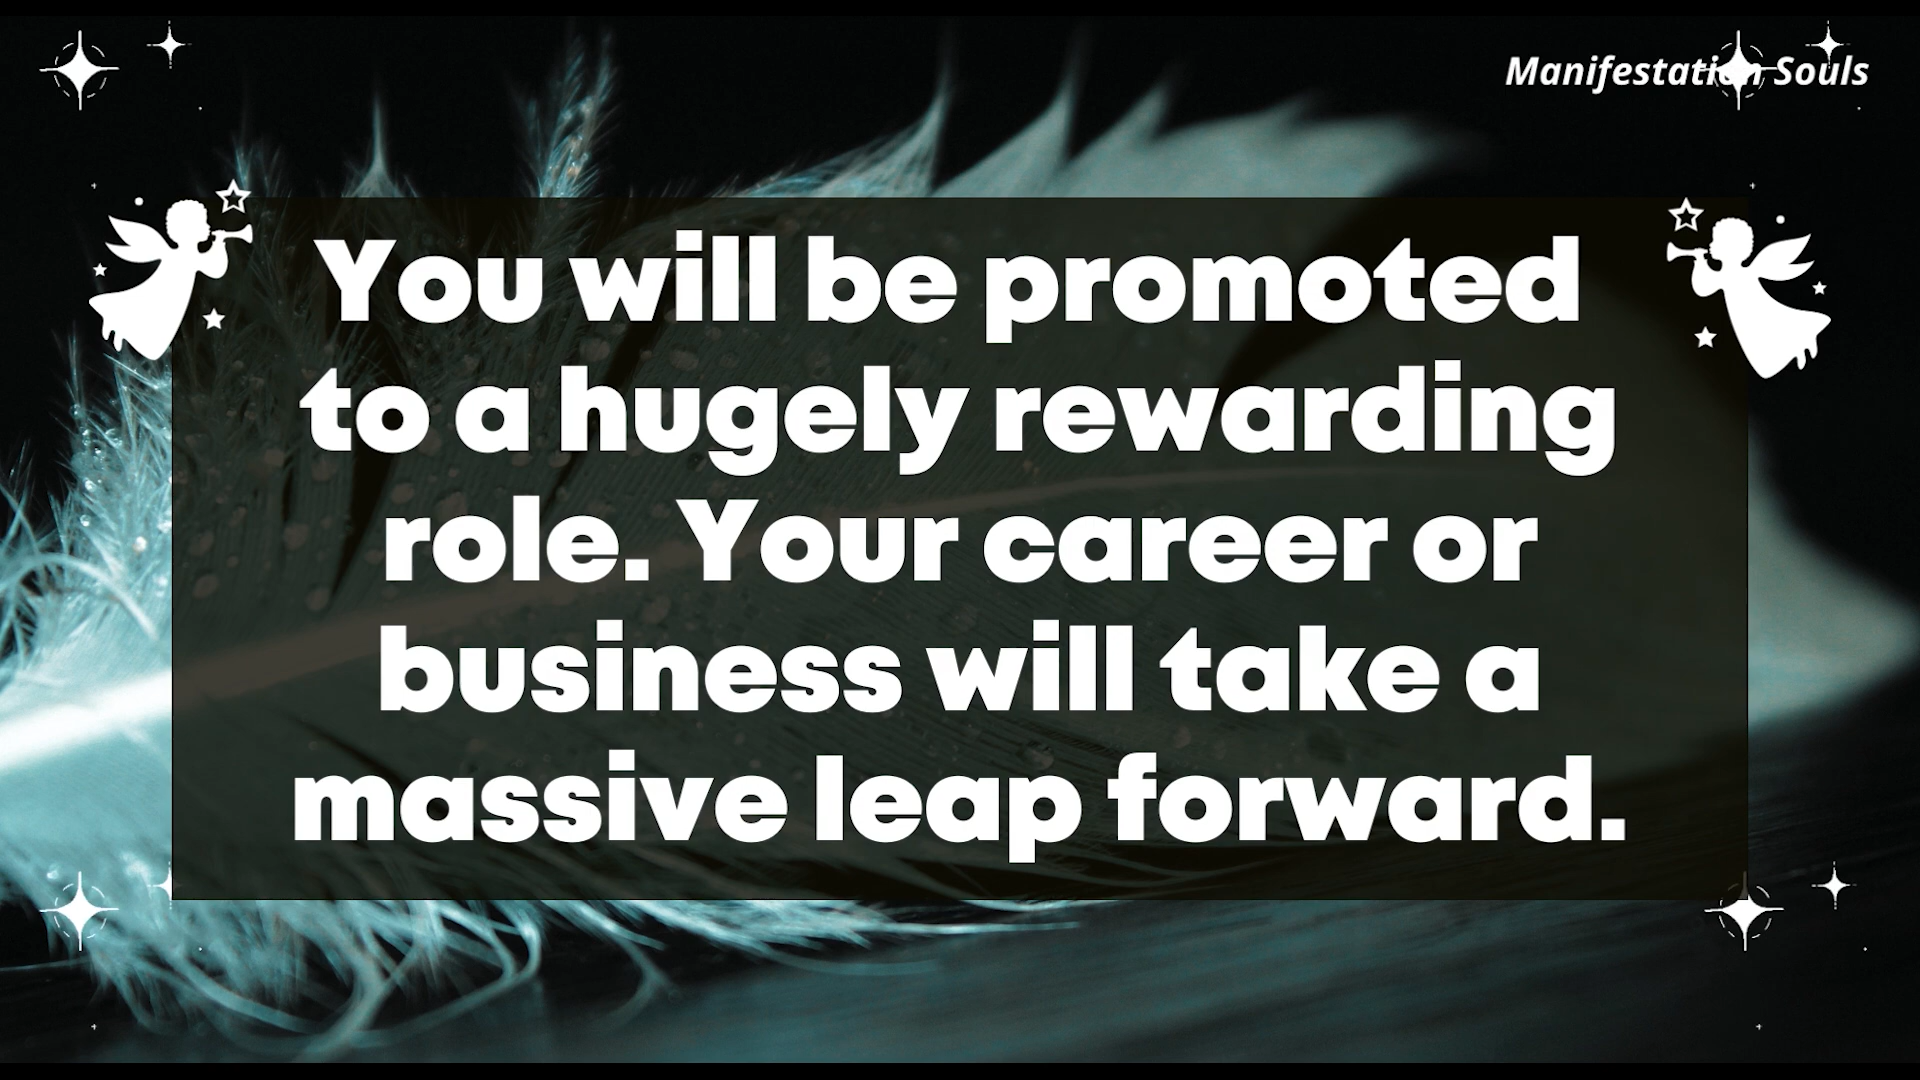 Manifestation Souls
You will be promoted
to a hugely rewarding
role. Your career or
business will take a
massive leap forward.